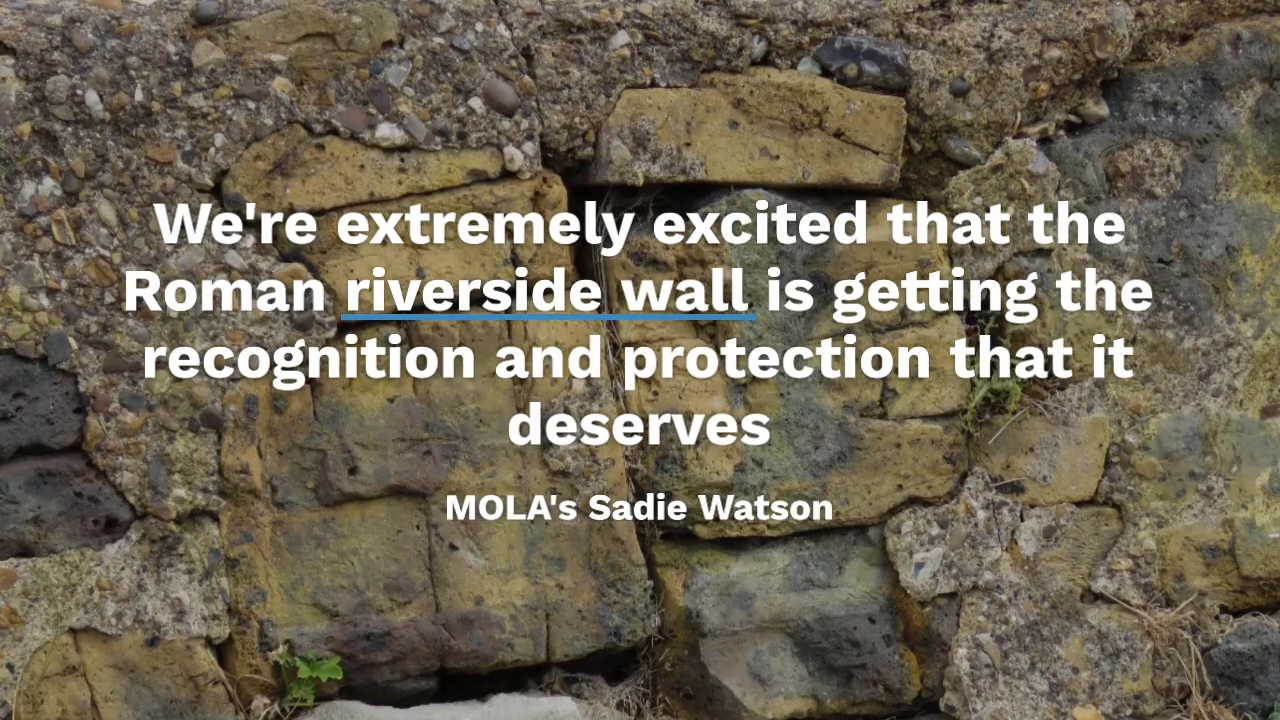 We're extremely excited that the
Roman riverside wall is getting the
recognition and protection that it
deserves
MOLA's Sadie Watson